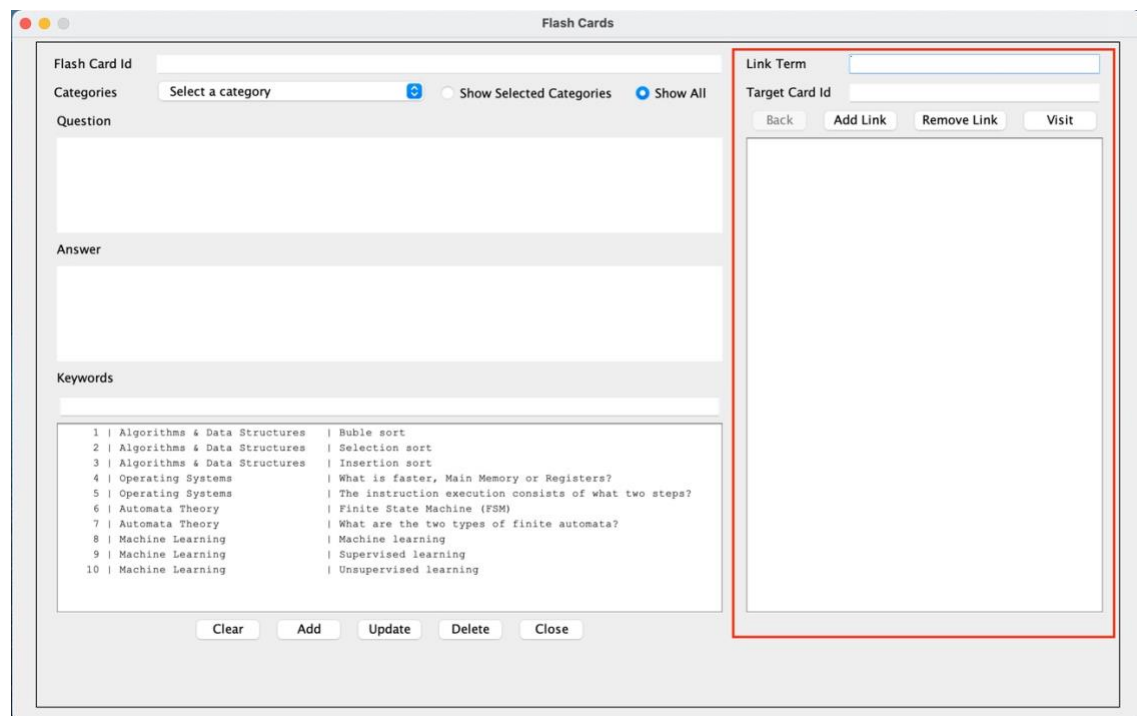 Flash Cards
Flash Card Id
Categories Select a category Show Selected Categories Show All
Question
Answer
Keywords
1 | Algorithms & Data Structures | Buble sort
2 | Algorithms & Data Structures | Selection sort
3 | Algorithms & Data Structures | Insertion sort
4 | Operating Systems | What is faster, Main Memory or Registers?
5 | Operating Systems | The instruction execution consists of what two steps?
6 | Automata Theory | Finite State Machine (FSM)
7 | Automata Theory | What are the two types of finite automata?
8 | Machine Learning | Machine learning
9 | Machine Learning | Supervised learning
10 | Machine Learning | Unsupervised learning
Clear Add Update Delete Close
Link Term
Target Card Id
Back Add Link Remove Link Visit